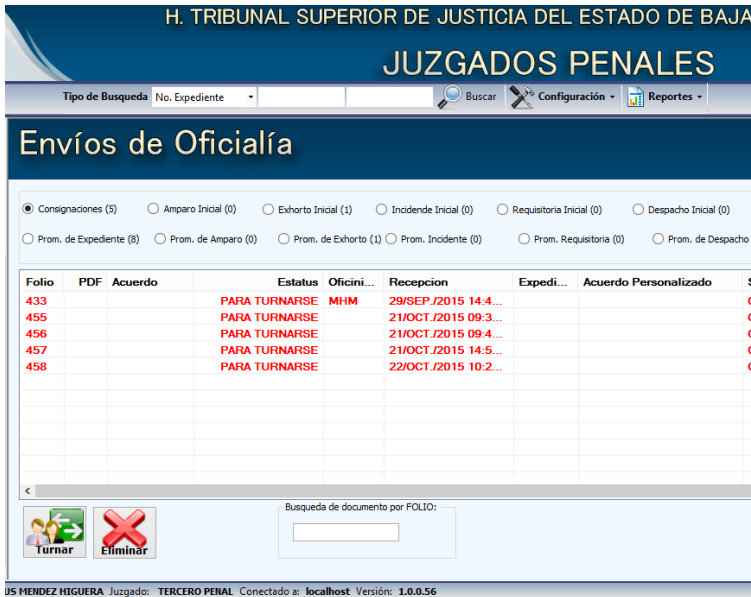 H. TRIBUNAL SUPERIOR DE JUSTICIA DEL ESTADO DE BAJA
JUZGADOS PENALES
Tipo de Busqueda No. Expediente Buscar Configuración Reportes
Envíos de Oficialía
Consignaciones (5) Amparo Inicial (0) Exhorto Inicial (1) Incidende Inicial (0) Requisitoria Inicial (0) Despacho Inicial (0)
Prom. de Expediente (8) Prom. de Amparo (0) Prom. de Exhorto (1) Prom. Incidente (0) Prom. Requisitoria (0) Prom. de Despacho
Folio PDF Acuerdo Estatus Oficini... Recepcion Expedi... Acuerdo Personalizado
433 PARA TURNARSE MHM 29/SEP./2015 14:4...
455 PARA TURNARSE 21/OCT./2015 09:3...
456 PARA TURNARSE 21/OCT./2015 09:4...
457 PARA TURNARSE 21/OCT./2015 14:5...
458 PARA TURNARSE 22/OCT./2015 10:2...
Busqueda de documento por FOLIO:
Turnar Eliminar
US MENDEZ HIGUERA Juzgado: TERCERO PENAL Conectado a: localhost Versión: 1.0.0.56